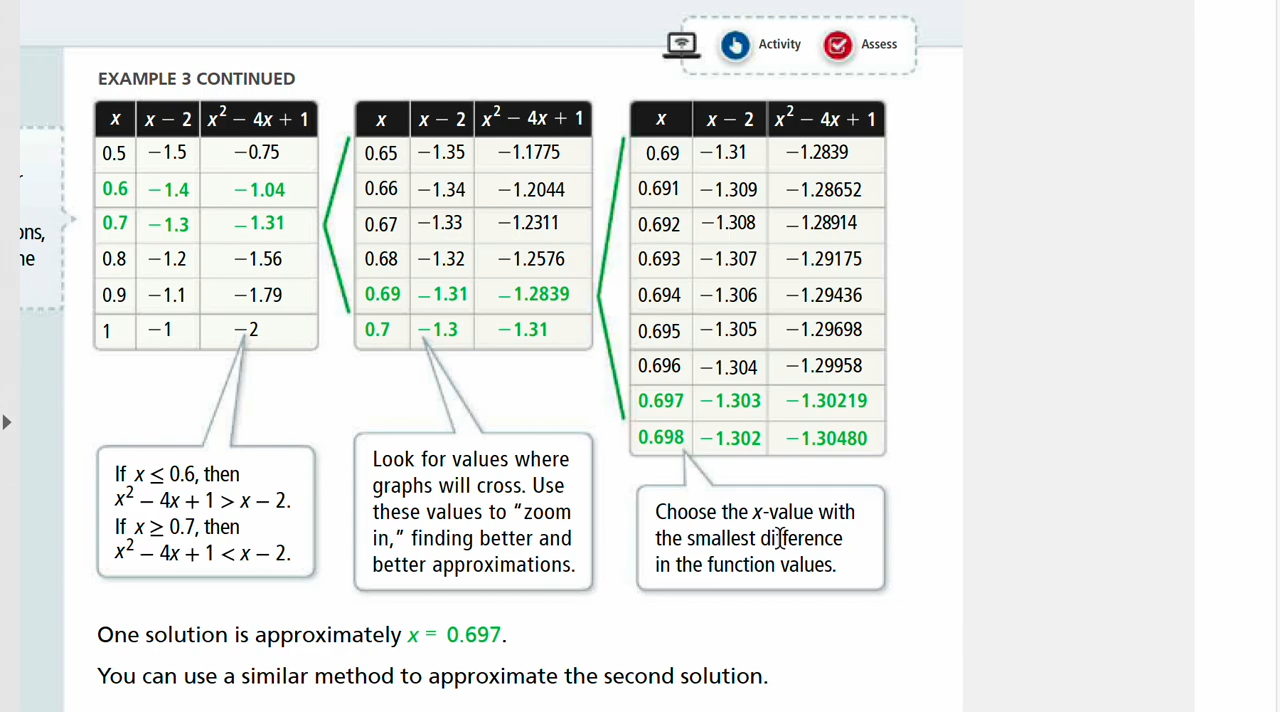 Activity
Assess
EXAMPLE 3 CONTINUED
x x − 2 x² − 4x + 1
0.5 −1.5 −0.75
0.6 −1.4 −1.04
0.7 −1.3 −1.31
0.8 −1.2 −1.56
0.9 −1.1 −1.79
1 −1 −2
x x − 2 x² − 4x + 1
0.65 −1.35 −1.1775
0.66 −1.34 −1.2044
0.67 −1.33 −1.2311
0.68 −1.32 −1.2576
0.69 −1.31 −1.2839
0.7 −1.3 −1.31
x x − 2 x² − 4x + 1
0.69 −1.31 −1.2839
0.691 −1.309 −1.28652
0.692 −1.308 −1.28914
0.693 −1.307 −1.29175
0.694 −1.306 −1.29436
0.695 −1.305 −1.29698
0.696 −1.304 −1.29958
0.697 −1.303 −1.30219
0.698 −1.302 −1.30480
ons,
If x ≤ 0.6, then
x² − 4x + 1 > x − 2.
If x ≥ 0.7, then
x² − 4x + 1 < x − 2.
Look for values where
graphs will cross. Use
these values to “zoom
in,” finding better and
better approximations.
Choose the x-value with
the smallest difference
in the function values.
One solution is approximately x = 0.697.
You can use a similar method to approximate the second solution.